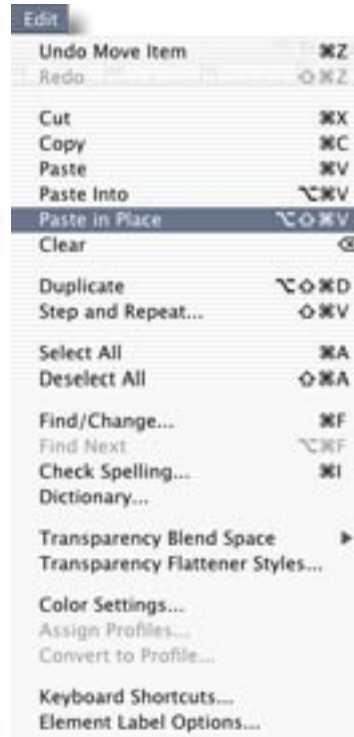 Edit
Undo Move Item ⌘Z
Redo ⇧⌘Z
Cut ⌘X
Copy ⌘C
Paste ⌘V
Paste Into ⌥⌘V
Paste in Place ⌥⇧⌘V
Clear ⌫
Duplicate ⌥⇧⌘D
Step and Repeat... ⇧⌘V
Select All ⌘A
Deselect All ⇧⌘A
Find/Change... ⌘F
Find Next ⌥⌘F
Check Spelling... ⌘I
Dictionary...
Transparency Blend Space ▶
Transparency Flattener Styles...
Color Settings...
Assign Profiles...
Convert to Profile...
Keyboard Shortcuts...
Element Label Options...